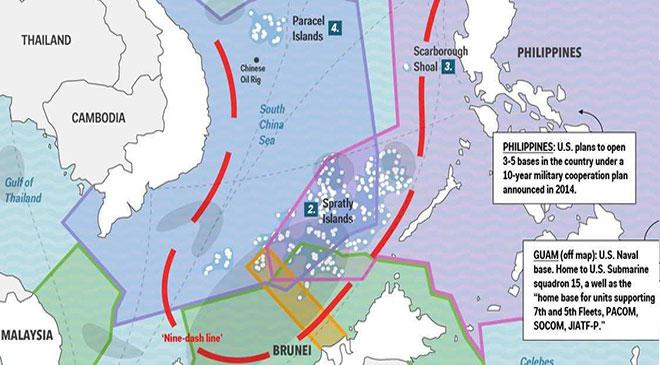 THAILAND
CAMBODIA
Gulf of
Thailand
MALAYSIA
Paracel
Islands
4.
Chinese
Oil Rig
South
China
Sea
Scarborough
Shoal
3.
PHILIPPINES
PHILIPPINES: U.S. plans to open
3-5 bases in the country under a
10-year military cooperation plan
announced in 2014.
2.
Spratly
Islands
GUAM (off map): U.S. Naval
base. Home to U.S. Submarine
squadron 15, a well as the
“home base for units supporting
7th and 5th Fleets, PACOM,
SOCOM, JIATF-P.”
'Nine-dash line'
BRUNEI
Celebes